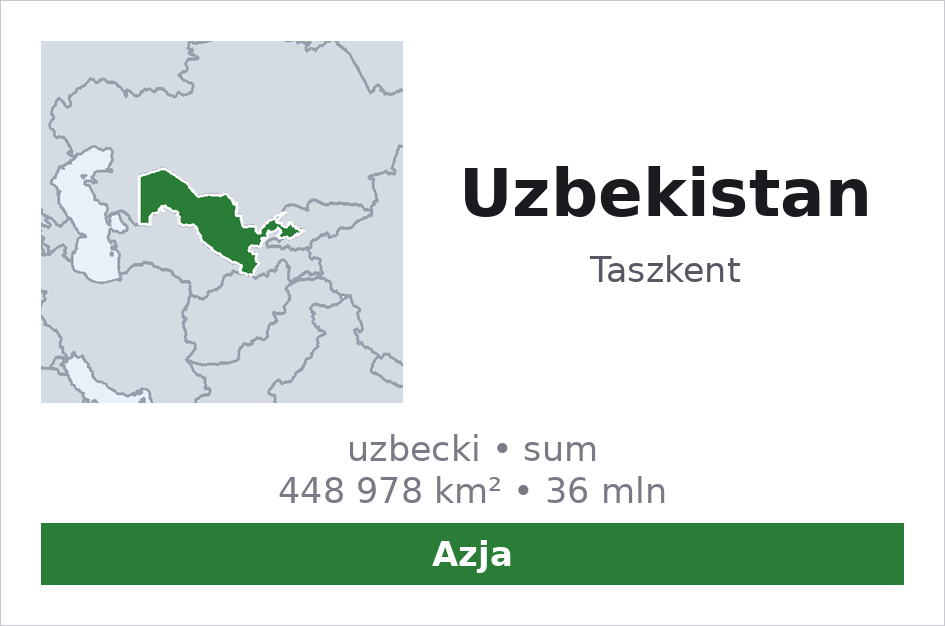 Uzbekistan
Taszkent
uzbecki • sum
448 978 km² • 36 mln
Azja